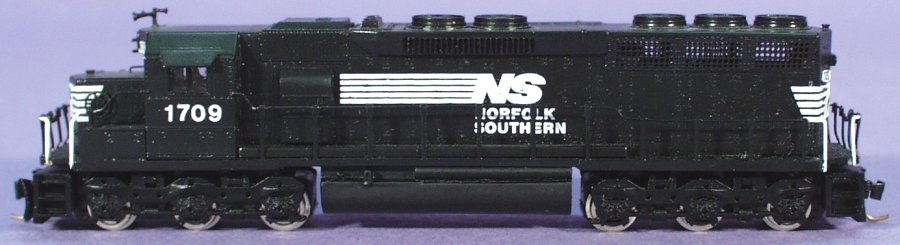 NS
1709
NORFOLK
SOUTHERN